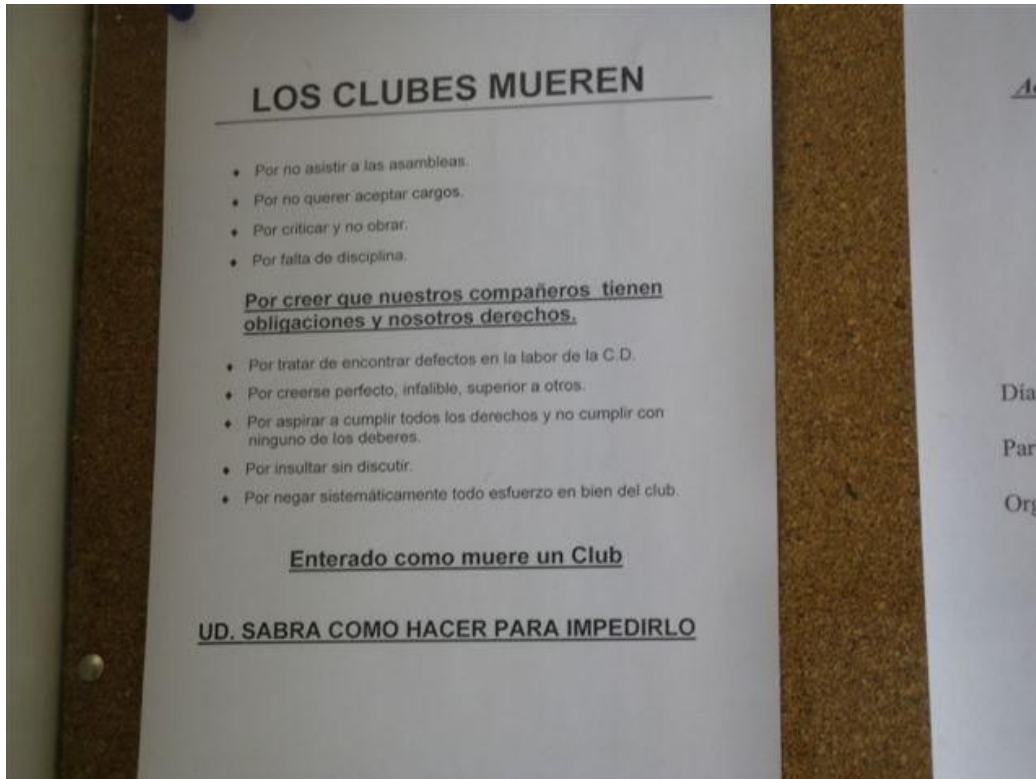 LOS CLUBES MUEREN
♦ Por no asistir a las asambleas.
♦ Por no querer aceptar cargos.
♦ Por criticar y no obrar.
♦ Por falta de disciplina.
Por creer que nuestros compañeros tienen
obligaciones y nosotros derechos.
♦ Por tratar de encontrar defectos en la labor de la C.D.
♦ Por creerse perfecto, infalible, superior a otros.
♦ Por aspirar a cumplir todos los derechos y no cumplir con
ninguno de los deberes.
♦ Por insultar sin discutir.
♦ Por negar sistemáticamente todo esfuerzo en bien del club.
Enterado como muere un Club
UD. SABRA COMO HACER PARA IMPEDIRLO
Día
Par
Org